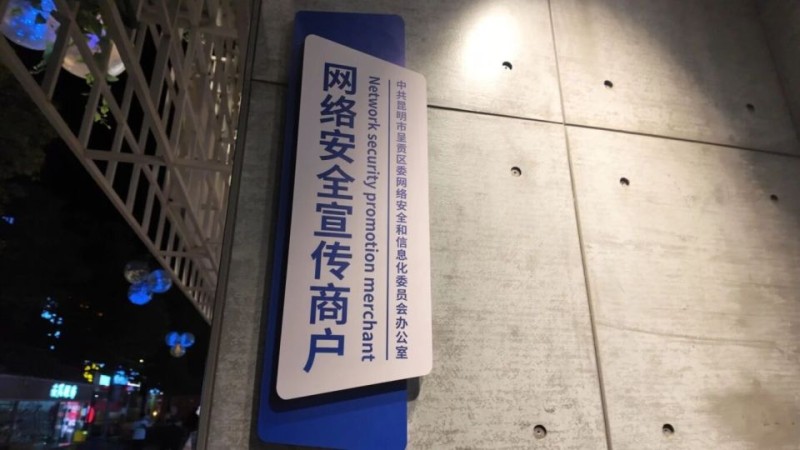 网络安全宣传商户
Network security promotion merchant
中共昆明市呈贡区委网络安全和信息化委员会办公室